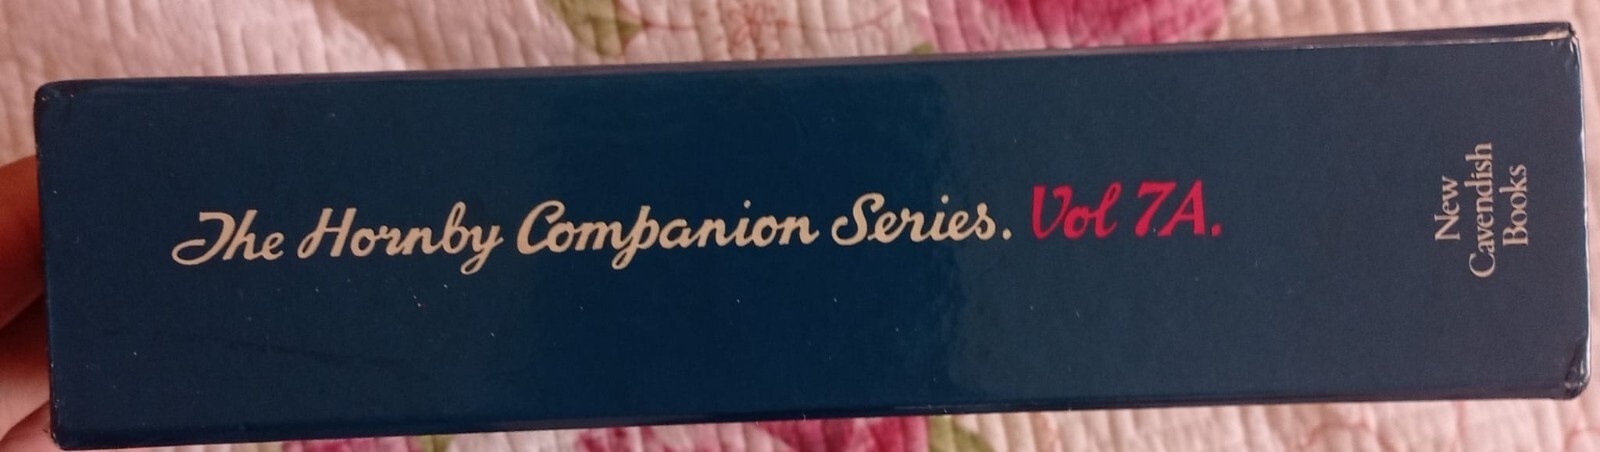 The Hornby Companion Series. Vol 7A.
New
Cavendish
Books